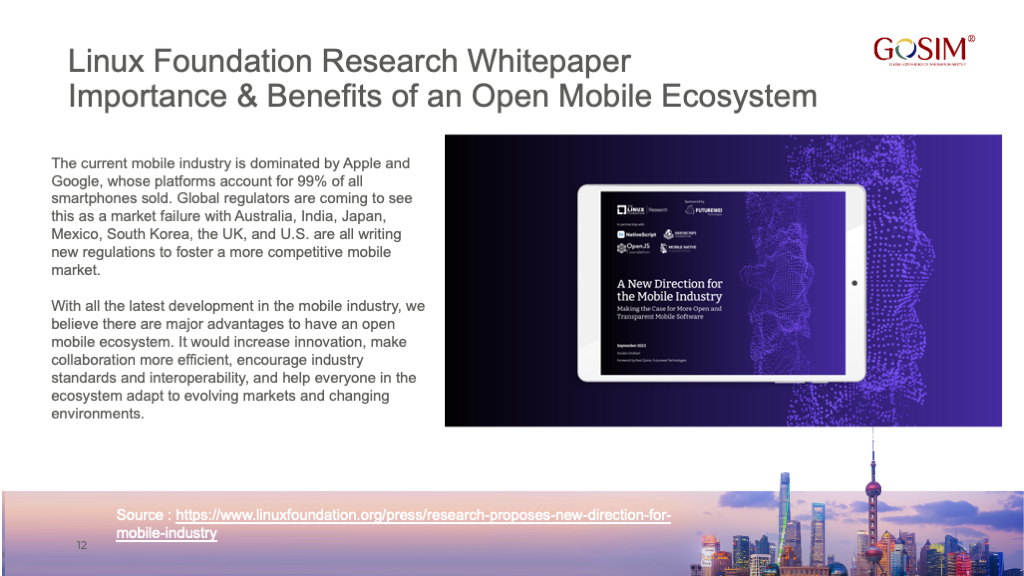 Linux Foundation Research Whitepaper
Importance & Benefits of an Open Mobile Ecosystem
GOSIM®
The current mobile industry is dominated by Apple and
Google, whose platforms account for 99% of all
smartphones sold. Global regulators are coming to see
this as a market failure with Australia, India, Japan,
Mexico, South Korea, the UK, and U.S. are all writing
new regulations to foster a more competitive mobile
market.
With all the latest development in the mobile industry, we
believe there are major advantages to have an open
mobile ecosystem. It would increase innovation, make
collaboration more efficient, encourage industry
standards and interoperability, and help everyone in the
ecosystem adapt to evolving markets and changing
environments.
Sponsored by
LINUX Research
FUTUREWEI
In partnership with
NativeScript
OpenJS
MOBILE NATIVE
A New Direction for
the Mobile Industry
Making the Case for More Open and
Transparent Mobile Software
September 2023
Source : https://www.linuxfoundation.org/press/research-proposes-new-direction-for-
mobile-industry
12